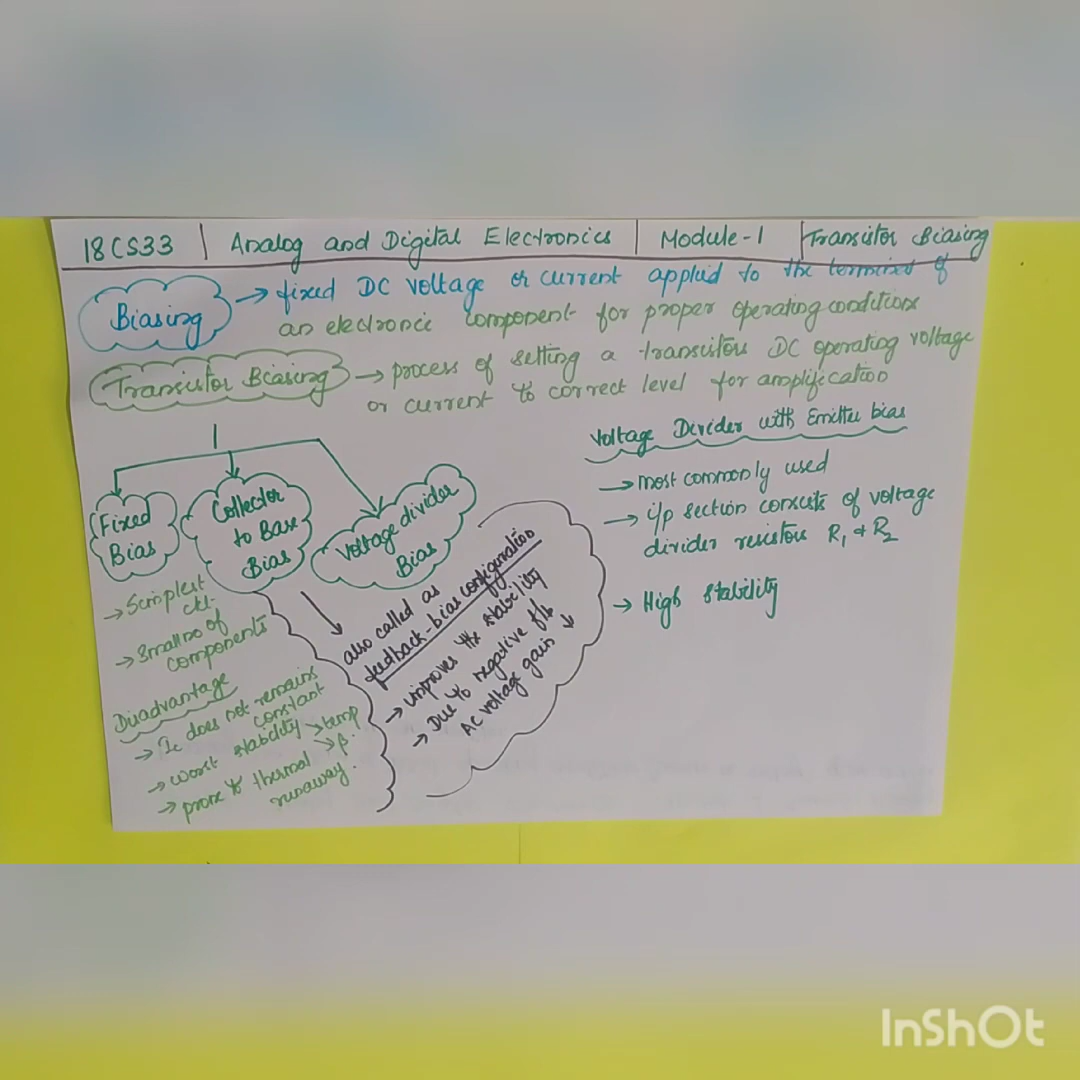 18CS33 | Analog and Digital Electronics | Module-1 | Transistor Biasing
Biasing → fixed DC voltage or current applied to the terminals of
an electronic component for proper operating conditions
Transistor Biasing → process of setting a transistors DC operating voltage
or current to correct level for amplification
Fixed
Bias
→ Simplest
ckt.
→ Small no of
components
Disadvantage
→ Ic does not remains
constant
→ worst stability → temp
→ β.
→ prone to thermal
runaway.
Collector
to Base
Bias
also called as
feedback-bias configuration
→ improves the stability
→ Due to negative f/b
AC voltage gain ↓
Voltage divider
Bias
Voltage Divider with Emitter bias
→ most commonly used
→ i/p section consists of voltage
divider resistors R1 & R2
→ High stability
InShOt